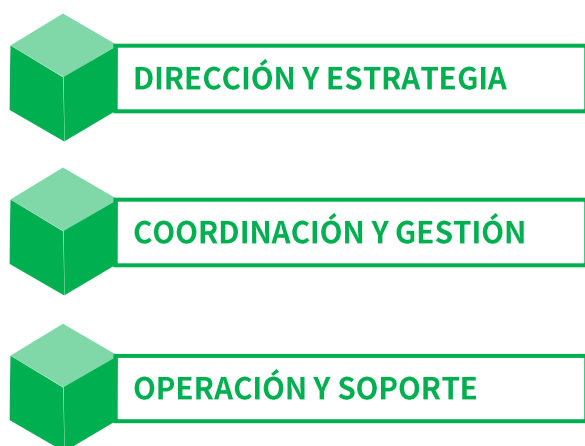 DIRECCIÓN Y ESTRATEGIA
COORDINACIÓN Y GESTIÓN
OPERACIÓN Y SOPORTE